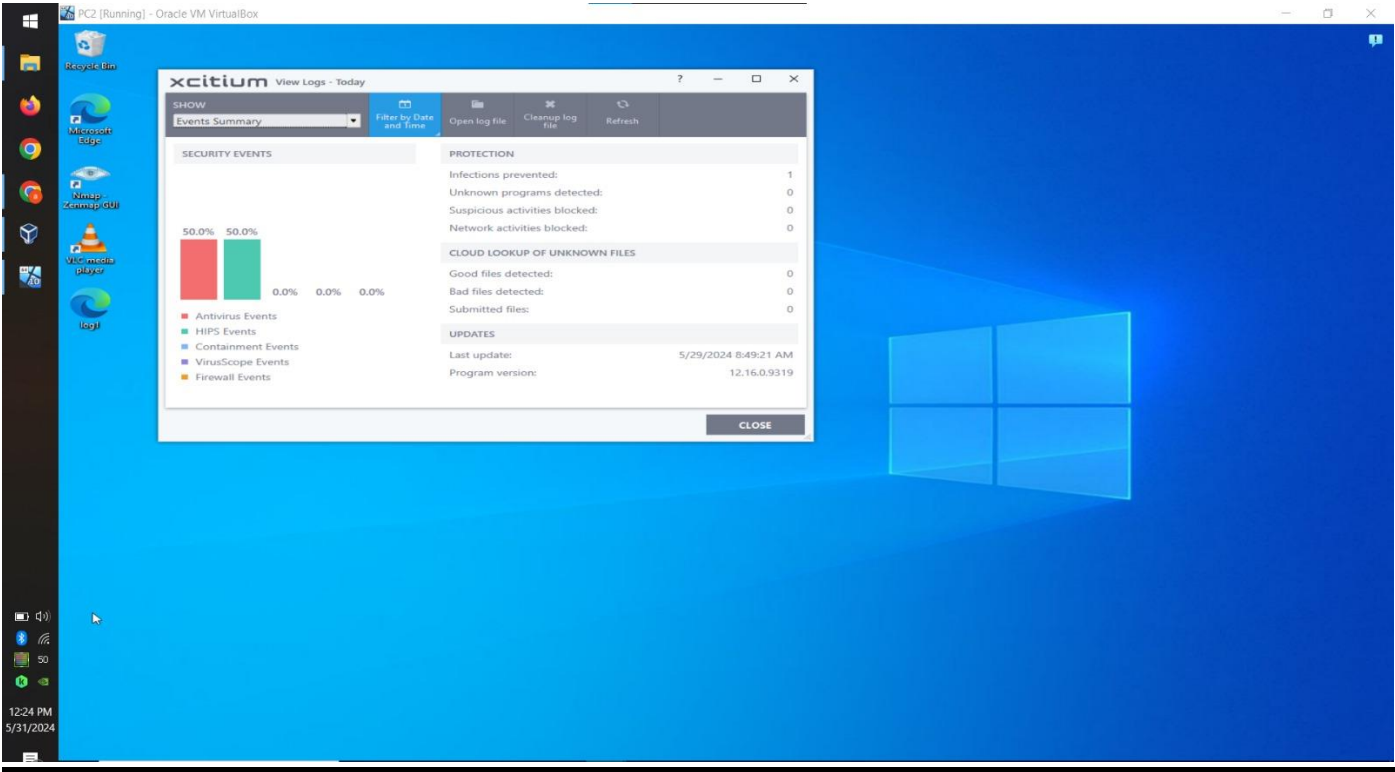 PC2 [Running] - Oracle VM VirtualBox
Recycle Bin
Microsoft
Edge
Nmap -
Zenmap GUI
VLC media
player
xcitium View Logs - Today
?
SHOW
Events Summary
Filter by Date
and Time
Open log file
Cleanup log
file
Refresh
SECURITY EVENTS
50.0% 50.0%
0.0% 0.0% 0.0%
Antivirus Events
HIPS Events
Containment Events
VirusScope Events
Firewall Events
PROTECTION
Infections prevented: 1
Unknown programs detected: 0
Suspicious activities blocked: 0
Network activities blocked: 0
CLOUD LOOKUP OF UNKNOWN FILES
Good files detected: 0
Bad files detected: 0
Submitted files: 0
UPDATES
Last update: 5/29/2024 8:49:21 AM
Program version: 12.16.0.9319
CLOSE
50
12:24 PM
5/31/2024